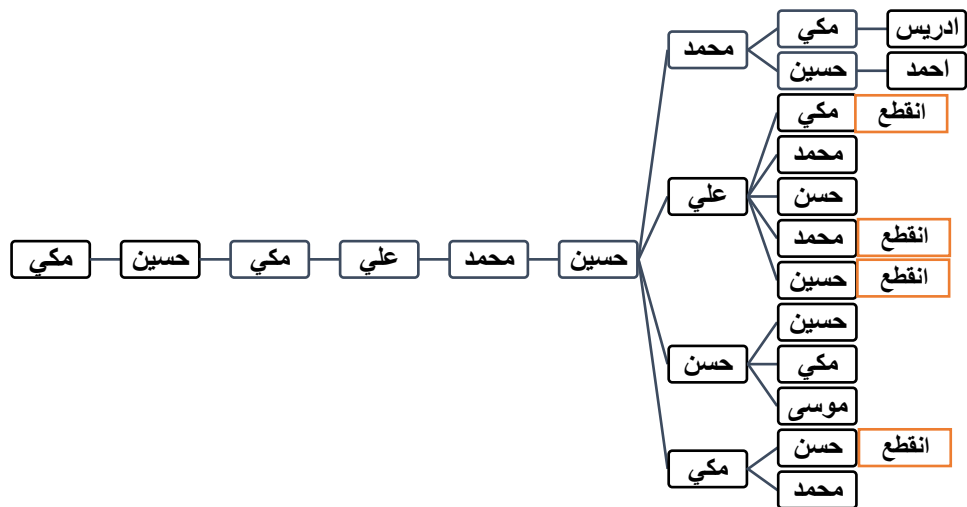 مكي
حسين
مكي
علي
محمد
حسين
محمد
مكي
ادريس
حسين
احمد
علي
مكي
انقطع
محمد
حسن
محمد
انقطع
حسين
انقطع
حسن
حسين
مكي
موسى
مكي
حسن
انقطع
محمد